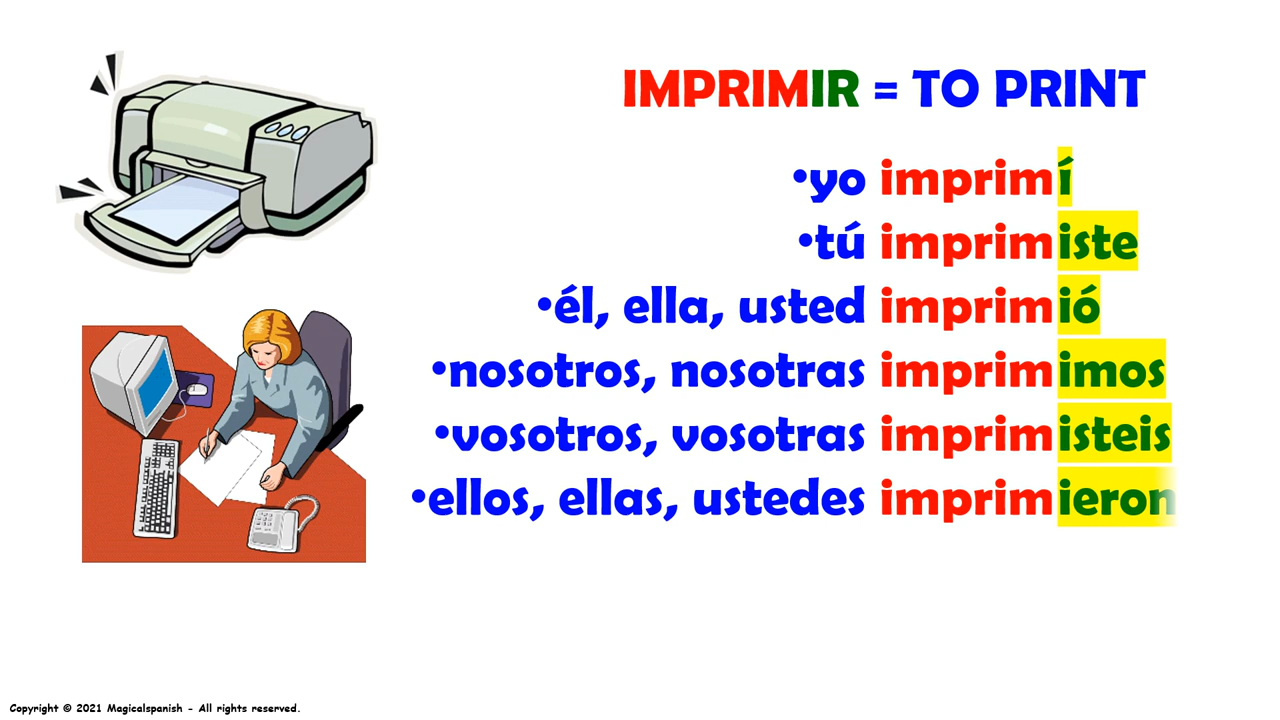 IMPRIMIR = TO PRINT
•yo imprimí
•tú imprimiste
•él, ella, usted imprimió
•nosotros, nosotras imprimimos
•vosotros, vosotras imprimisteis
•ellos, ellas, ustedes imprimieron
Copyright © 2021 Magicalspanish - All rights reserved.